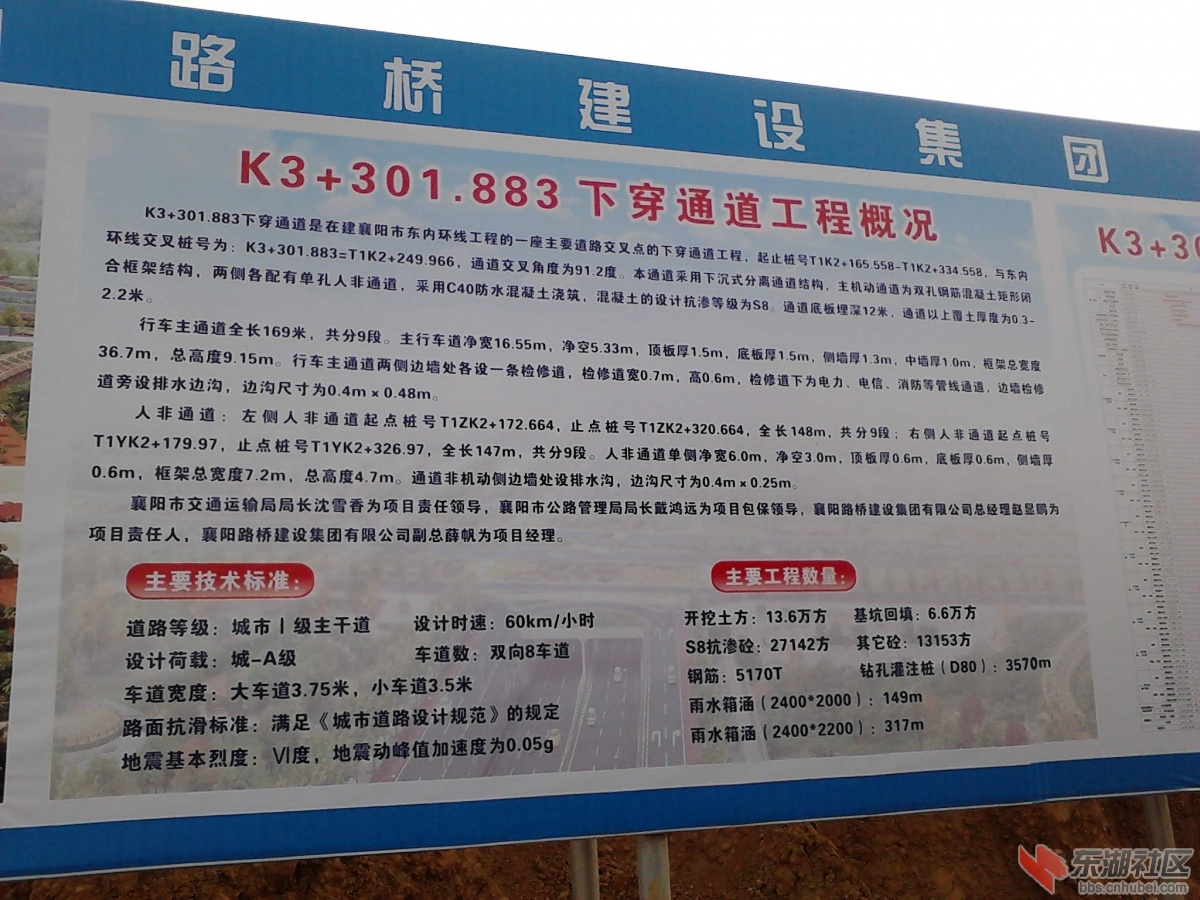 路桥建设集团
K3+301.883下穿通道工程概况
K3+301.883下穿通道是在建襄阳市东内环线工程的一座主要道路交叉点的下穿通道工程，起止桩号T1K2+165.558-T1K2+334.558，与东内
环线交叉桩号为：K3+301.883=T1K2+249.966，通道交叉角度为91.2度。本通道采用下沉式分离通道结构，主机动通道为双孔钢筋混凝土矩形闭
合框架结构，两侧各配有单孔人非通道，采用C40防水混凝土浇筑，混凝土的设计抗渗等级为S8。通道底板埋深12米，通道以上覆土厚度为0.3-
2.2米。
行车主通道全长169米，共分9段。主行车道净宽16.55m，净空5.33m，顶板厚1.5m，底板厚1.5m，侧墙厚1.3m，中墙厚1.0m，框架总宽度
36.7m，总高度9.15m。行车主通道两侧边墙处各设一条检修道，检修道宽0.7m，高0.6m，检修道下为电力、电信、消防等管线通道，边墙检修
道旁设排水边沟，边沟尺寸为0.4m×0.48m。
人非通道：左侧人非通道起点桩号T1ZK2+172.664，止点桩号T1ZK2+320.664，全长148m，共分9段；右侧人非通道起点桩号
T1YK2+179.97，止点桩号T1YK2+326.97，全长147m，共分9段。人非通道单侧净宽6.0m，净空3.0m，顶板厚0.6m，底板厚0.6m，侧墙厚
0.6m，框架总宽度7.2m，总高度4.7m。通道非机动侧边墙处设排水沟，边沟尺寸为0.4m×0.25m。
襄阳市交通运输局局长沈雪香为项目责任领导，襄阳市公路管理局局长戴鸿远为项目包保领导，襄阳路桥建设集团有限公司总经理赵显鹏为
项目责任人，襄阳路桥建设集团有限公司副总薛帆为项目经理。
主要技术标准：
道路等级：城市Ⅰ级主干道 设计时速：60km/小时
设计荷载：城-A级 车道数：双向8车道
车道宽度：大车道3.75米，小车道3.5米
路面抗滑标准：满足《城市道路设计规范》的规定
地震基本烈度：Ⅵ度，地震动峰值加速度为0.05g
主要工程数量：
开挖土方：13.6万方 基坑回填：6.6万方
S8抗渗砼：27142方 其它砼：13153方
钢筋：5170T 钻孔灌注桩（D80）：3570m
雨水箱涵（2400*2000）：149m
雨水箱涵（2400*2200）：317m
K3+30
东湖社区
bbs.cnhubei.com